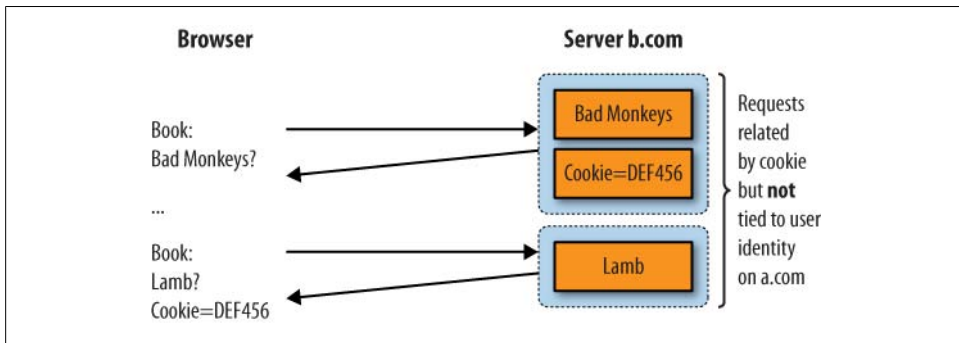 Browser
Server b.com
Book:
Bad Monkeys?
...
Book:
Lamb?
Cookie=DEF456
Bad Monkeys
Cookie=DEF456
Lamb
Requests
related
by cookie
but not
tied to user
identity
on a.com